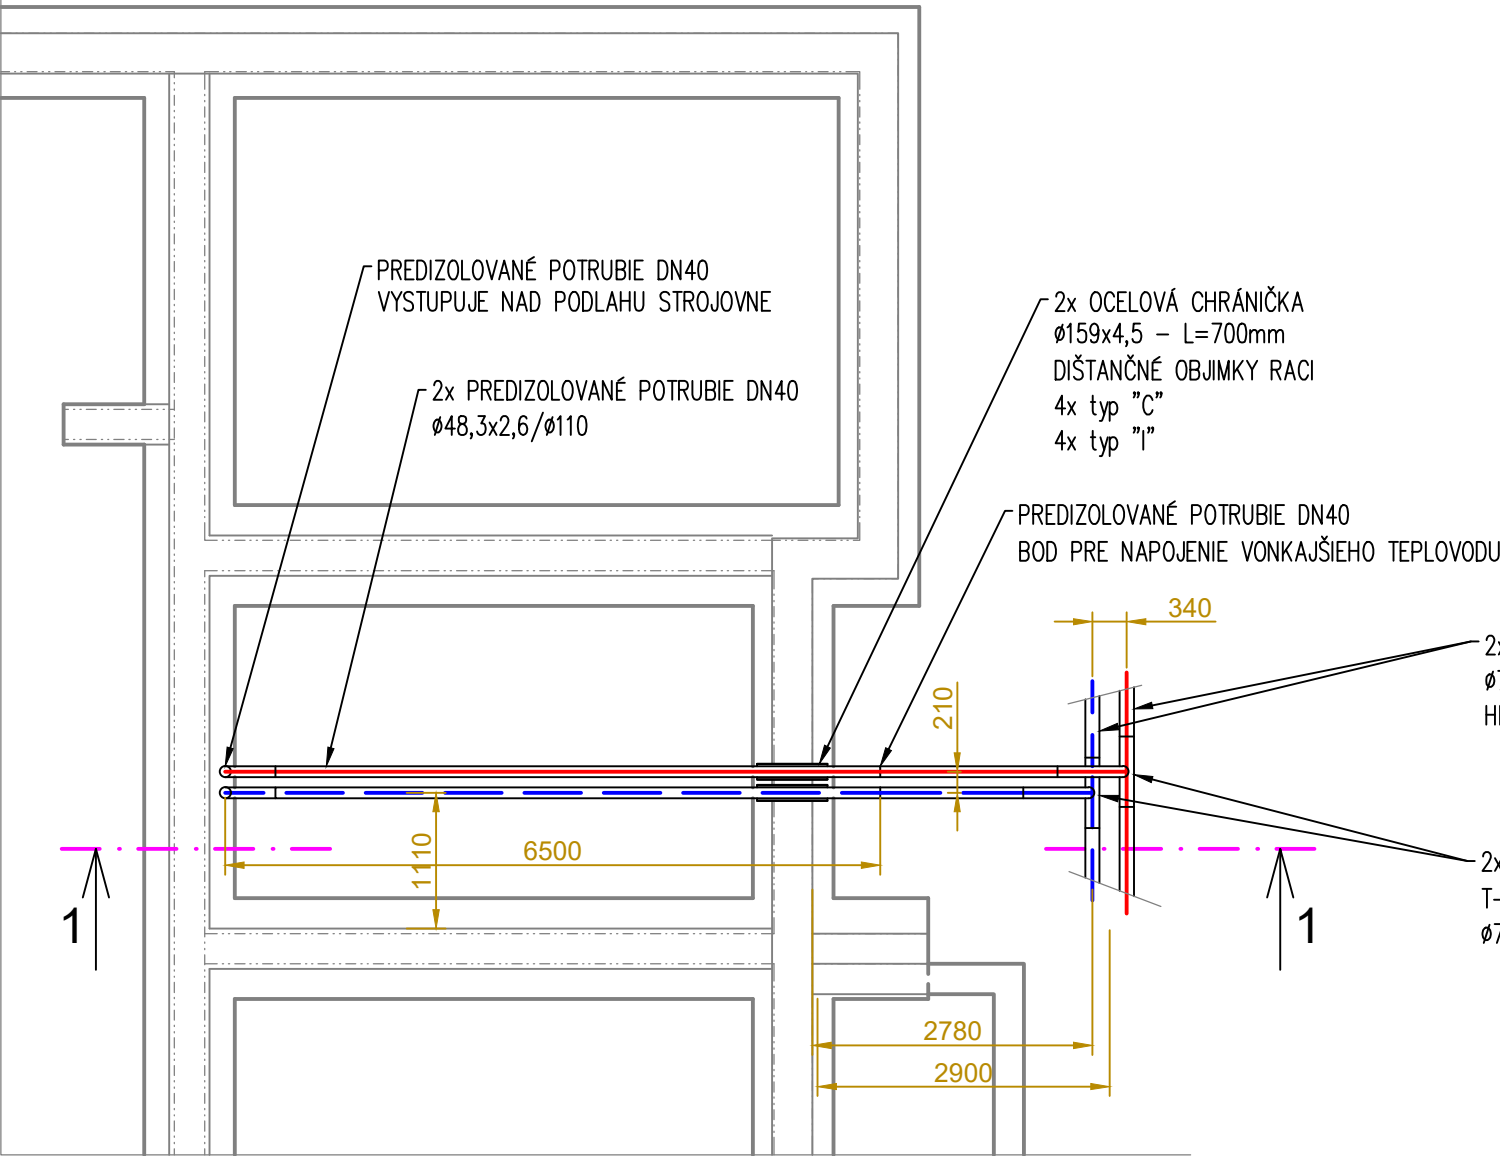 PREDIZOLOVANÉ POTRUBIE DN40
VYSTUPUJE NAD PODLAHU STROJOVNE
2x PREDIZOLOVANÉ POTRUBIE DN40
ø48,3x2,6/ø110
2x OCELOVÁ CHRÁNIČKA
ø159x4,5 – L=700mm
DIŠTANČNÉ OBJIMKY RACI
4x typ "C"
4x typ "I"
PREDIZOLOVANÉ POTRUBIE DN40
BOD PRE NAPOJENIE VONKAJŠIEHO TEPLOVODU
340
210
6500
1110
1
1
2780
2900
2x
T-
ø7